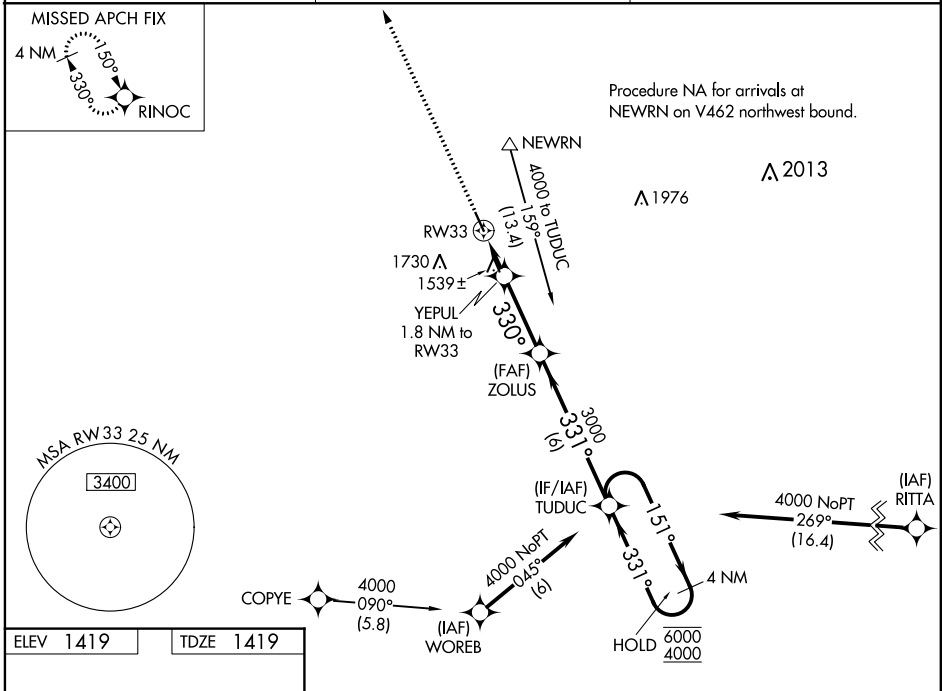 MISSED APCH FIX
4 NM
150°
330°
RINOC
Procedure NA for arrivals at
NEWRN on V462 northwest bound.
NEWRN
2013
1976
4000 to TUDUC
159°
(13.4)
RW33
1730
1539±
YEPUL
1.8 NM to
RW33
330°
(FAF)
ZOLUS
3000
331°
(6)
MSA RW33 25 NM
3400
(IF/IAF)
TUDUC
151°
331°
4 NM
HOLD
6000
4000
(IAF)
RITTA
4000 NoPT
269°
(16.4)
4000 NoPT
045°
(6)
COPYE
4000
090°
(5.8)
(IAF)
WOREB
ELEV 1419
TDZE 1419